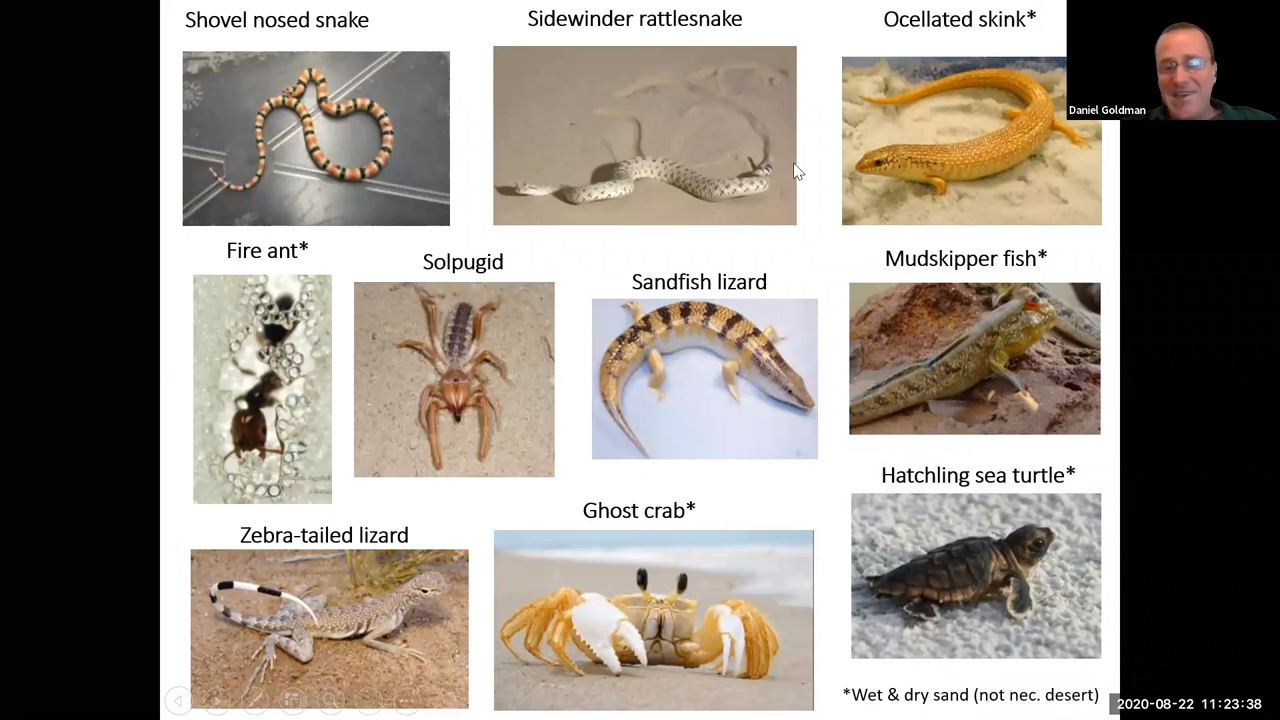 Shovel nosed snake
Sidewinder rattlesnake
Ocellated skink*
Daniel Goldman
Fire ant*
Solpugid
Sandfish lizard
Mudskipper fish*
Hatchling sea turtle*
Zebra-tailed lizard
Ghost crab*
*Wet & dry sand (not nec. desert)
2020-08-22 11:23:38